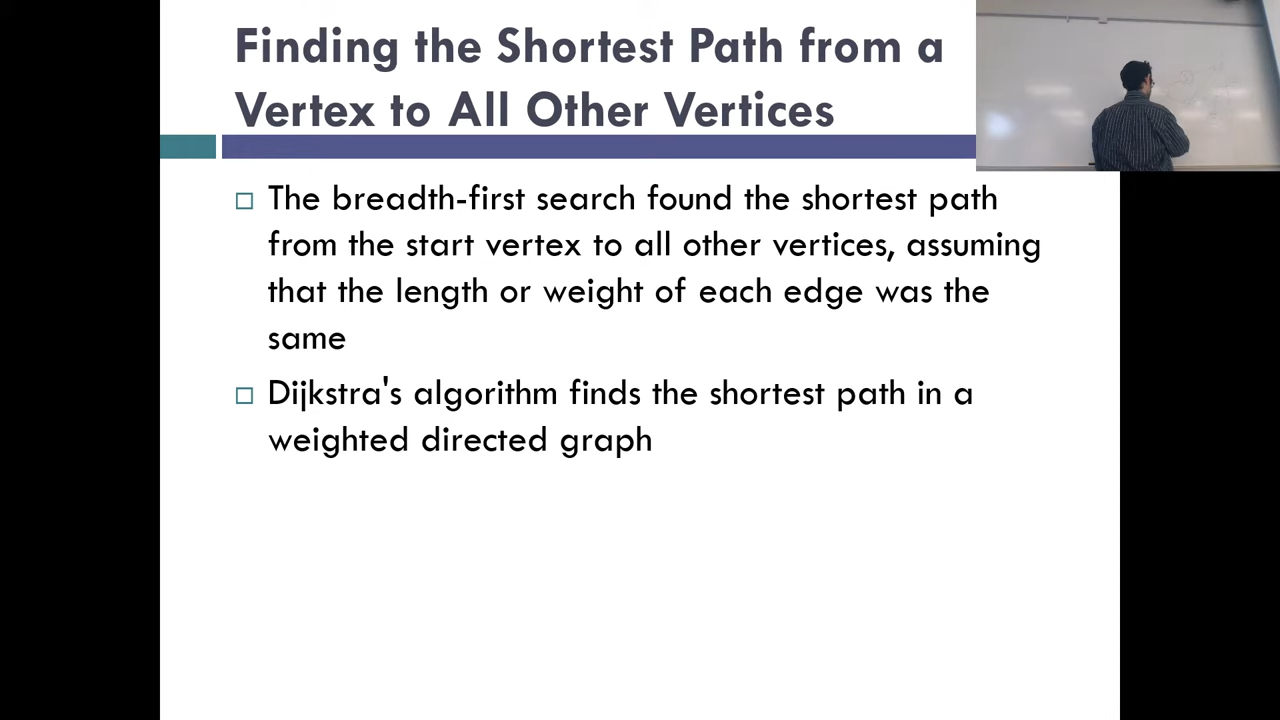 Finding the Shortest Path from a
Vertex to All Other Vertices
The breadth-first search found the shortest path
from the start vertex to all other vertices, assuming
that the length or weight of each edge was the
same
Dijkstra's algorithm finds the shortest path in a
weighted directed graph